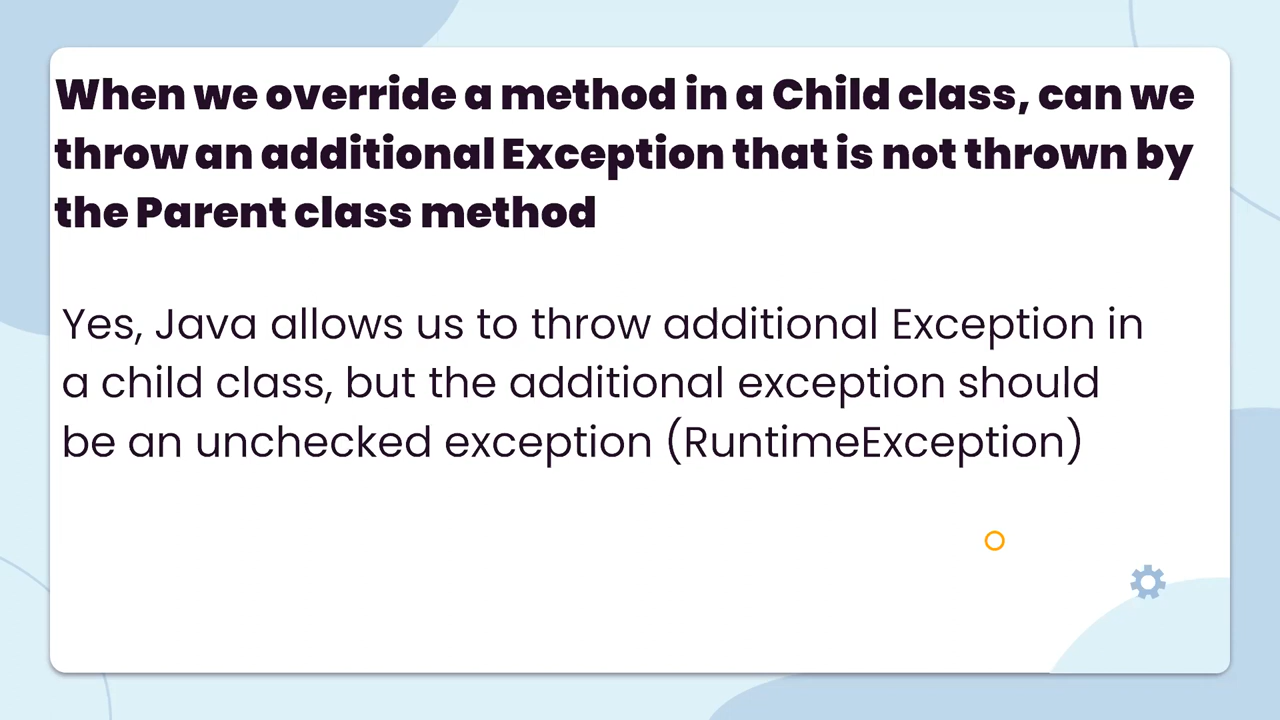 When we override a method in a Child class, can we
throw an additional Exception that is not thrown by
the Parent class method
Yes, Java allows us to throw additional Exception in
a child class, but the additional exception should
be an unchecked exception (RuntimeException)